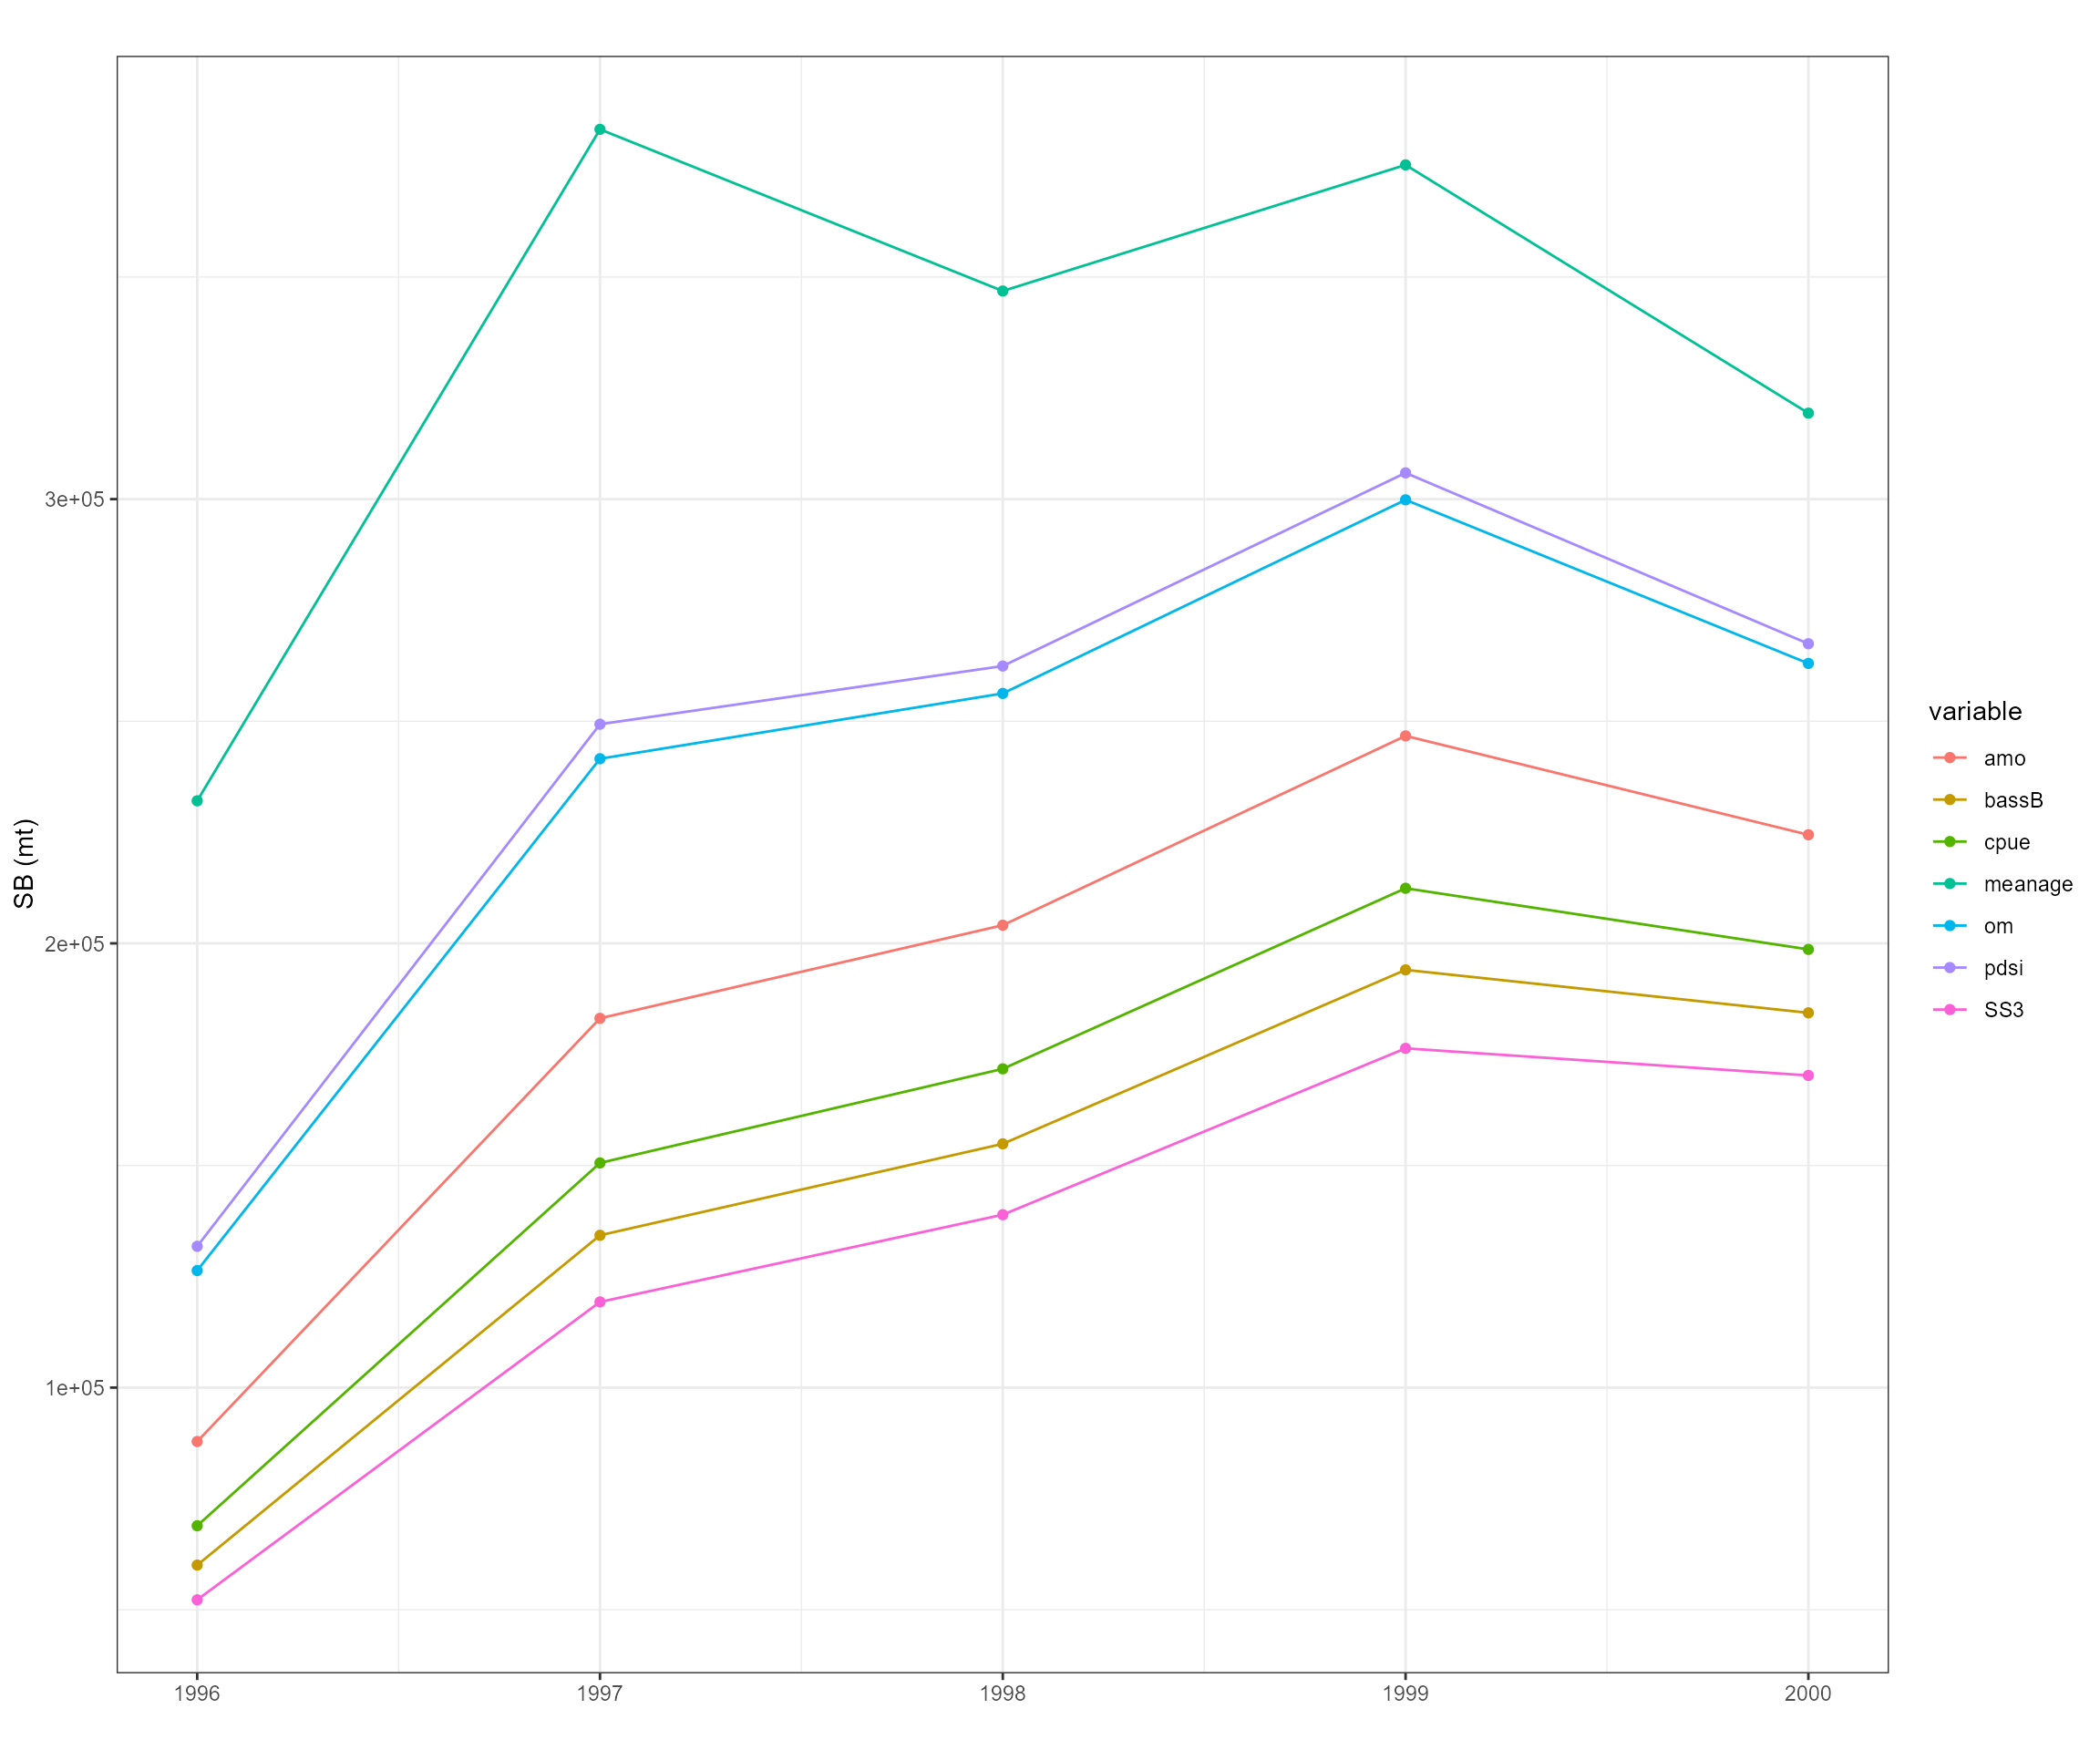 SB (mt)
3e+05
2e+05
1e+05
1996
1997
1998
1999
2000
variable
amo
bassB
cpue
meanage
om
pdsi
SS3